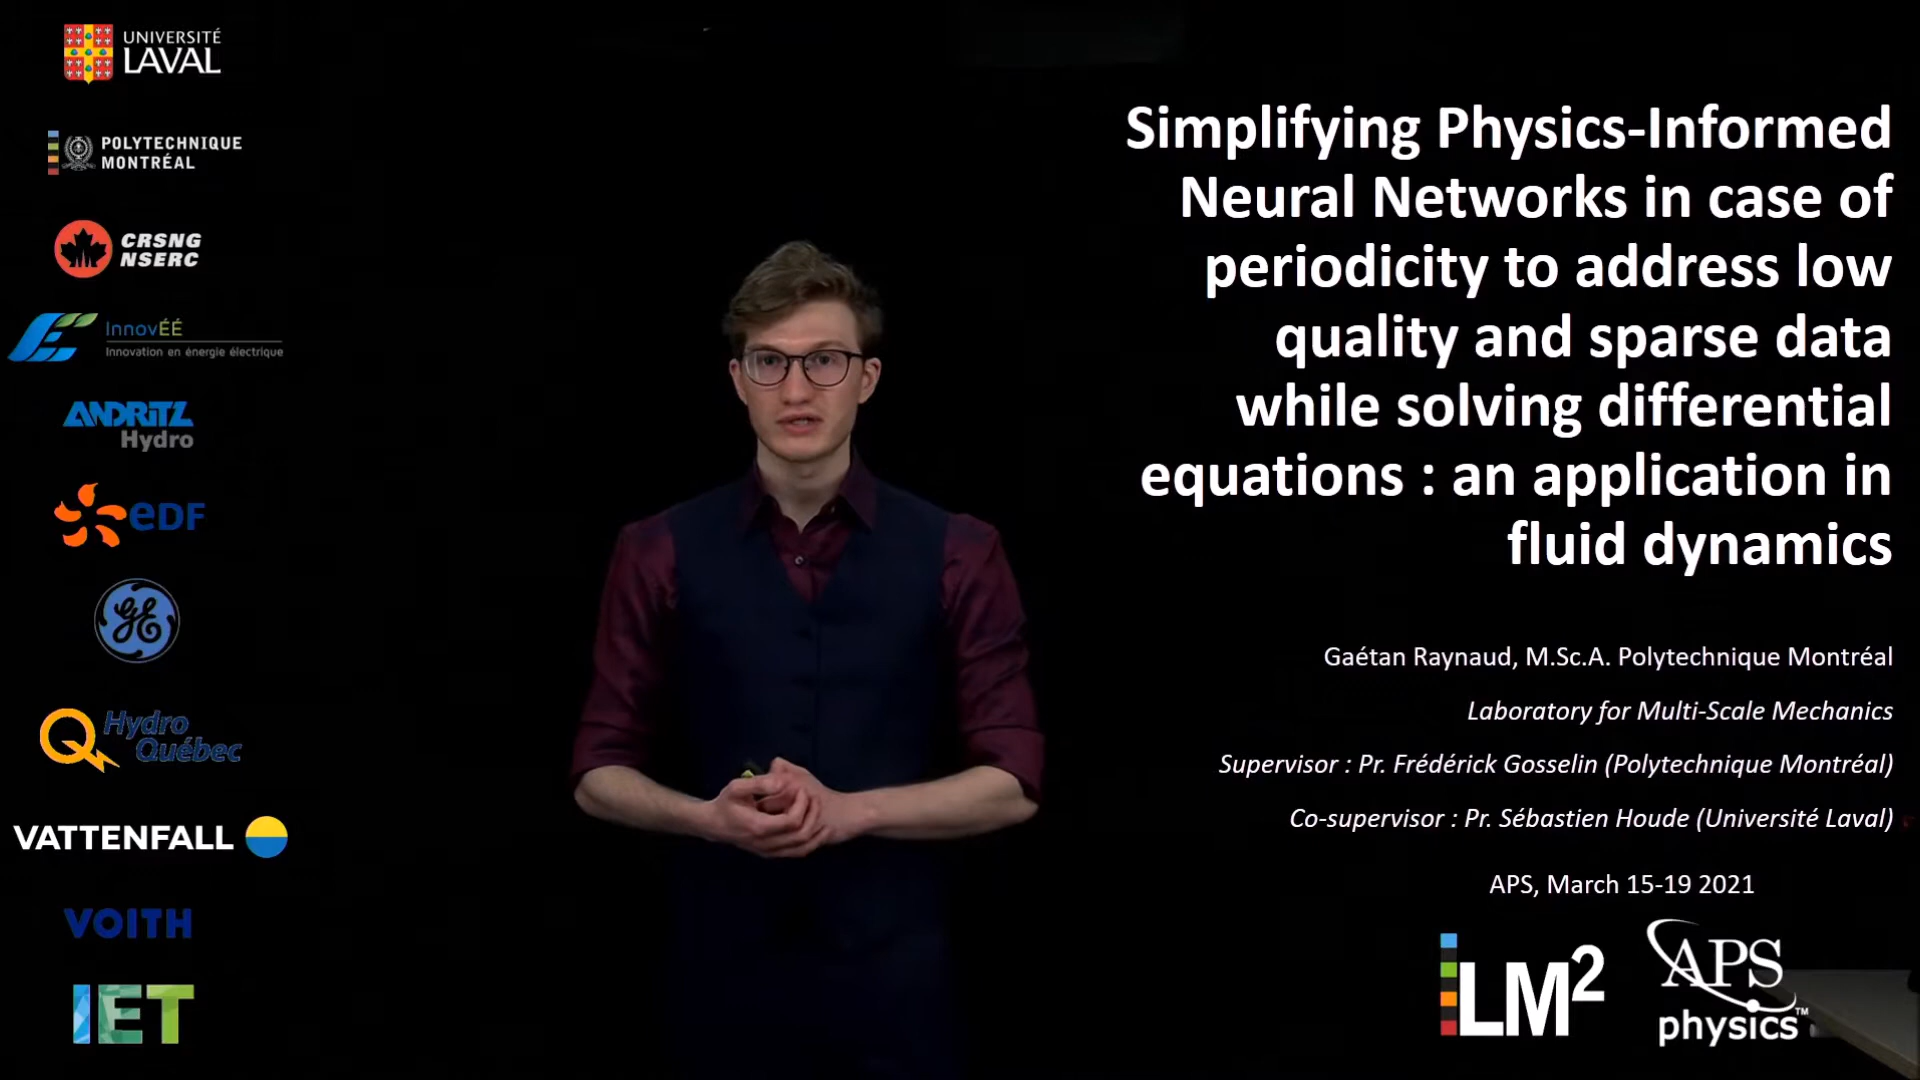 UNIVERSITÉ
LAVAL
POLYTECHNIQUE
MONTRÉAL
CRSNG
NSERC
InnovÉÉ
Innovation en énergie électrique
ANDRITZ
Hydro
eDF
GE
Hydro
Québec
VATTENFALL
VOITH
IET
Simplifying Physics-Informed
Neural Networks in case of
periodicity to address low
quality and sparse data
while solving differential
equations : an application in
fluid dynamics
Gaétan Raynaud, M.Sc.A. Polytechnique Montréal
Laboratory for Multi-Scale Mechanics
Supervisor : Pr. Frédérick Gosselin (Polytechnique Montréal)
Co-supervisor : Pr. Sébastien Houde (Université Laval)
APS, March 15-19 2021
LM²
APS
physics™